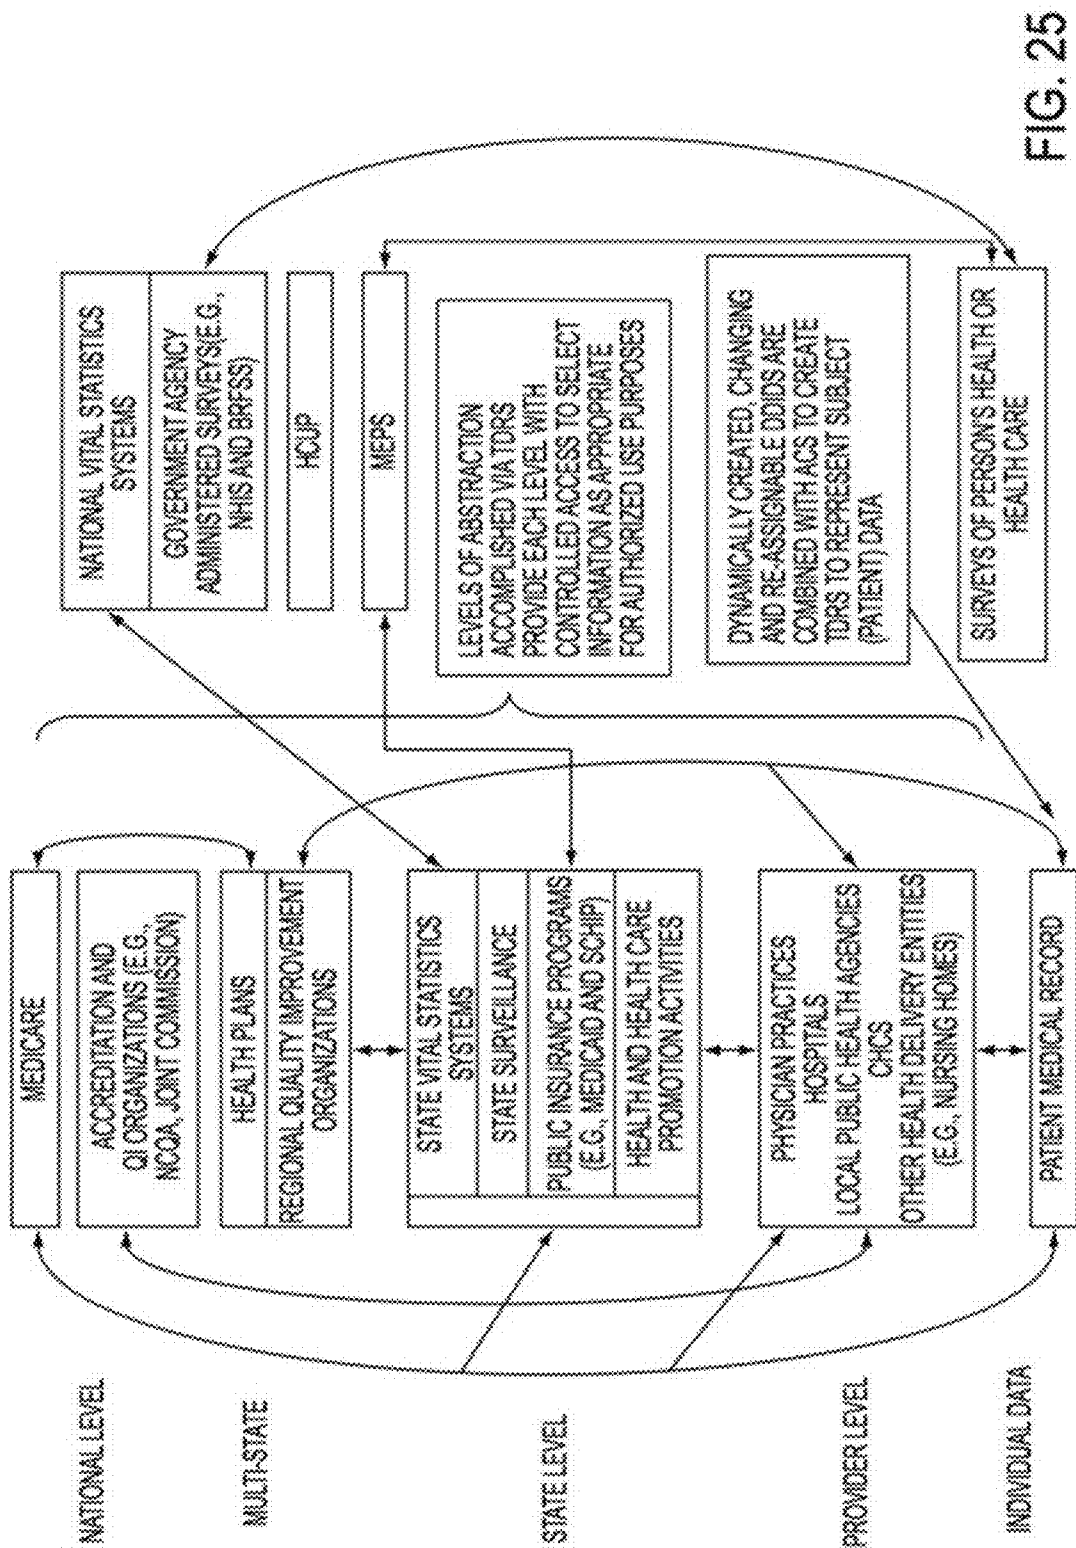 NATIONAL LEVEL
MULTI-STATE
STATE LEVEL
PROVIDER LEVEL
INDIVIDUAL DATA
MEDICARE
ACCREDITATION AND
QI ORGANIZATIONS (E.G.,
NCQA, JOINT COMMISSION)
HEALTH PLANS
REGIONAL QUALITY IMPROVEMENT
ORGANIZATIONS
STATE VITAL STATISTICS
SYSTEMS
STATE SURVEILLANCE
PUBLIC INSURANCE PROGRAMS
(E.G., MEDICAID AND SCHIP)
HEALTH AND HEALTH CARE
PROMOTION ACTIVITIES
PHYSICIAN PRACTICES
HOSPITALS
LOCAL PUBLIC HEALTH AGENCIES
CHCS
OTHER HEALTH DELIVERY ENTITIES
(E.G., NURSING HOMES)
PATIENT MEDICAL RECORD
NATIONAL VITAL STATISTICS
SYSTEMS
GOVERNMENT AGENCY
ADMINISTERED SURVEYS(E.G.,
NHIS AND BRFSS)
HCUP
MEPS
LEVELS OF ABSTRACTION
ACCOMPLISHED VIA TDRS
PROVIDE EACH LEVEL WITH
CONTROLLED ACCESS TO SELECT
INFORMATION AS APPROPRIATE
FOR AUTHORIZED USE PURPOSES
DYNAMICALLY CREATED, CHANGING
AND RE-ASSIGNABLE DDIDS ARE
COMBINED WITH ACS TO CREATE
TDRS TO REPRESENT SUBJECT
(PATIENT) DATA
SURVEYS OF PERSON'S HEALTH OR
HEALTH CARE
FIG. 25